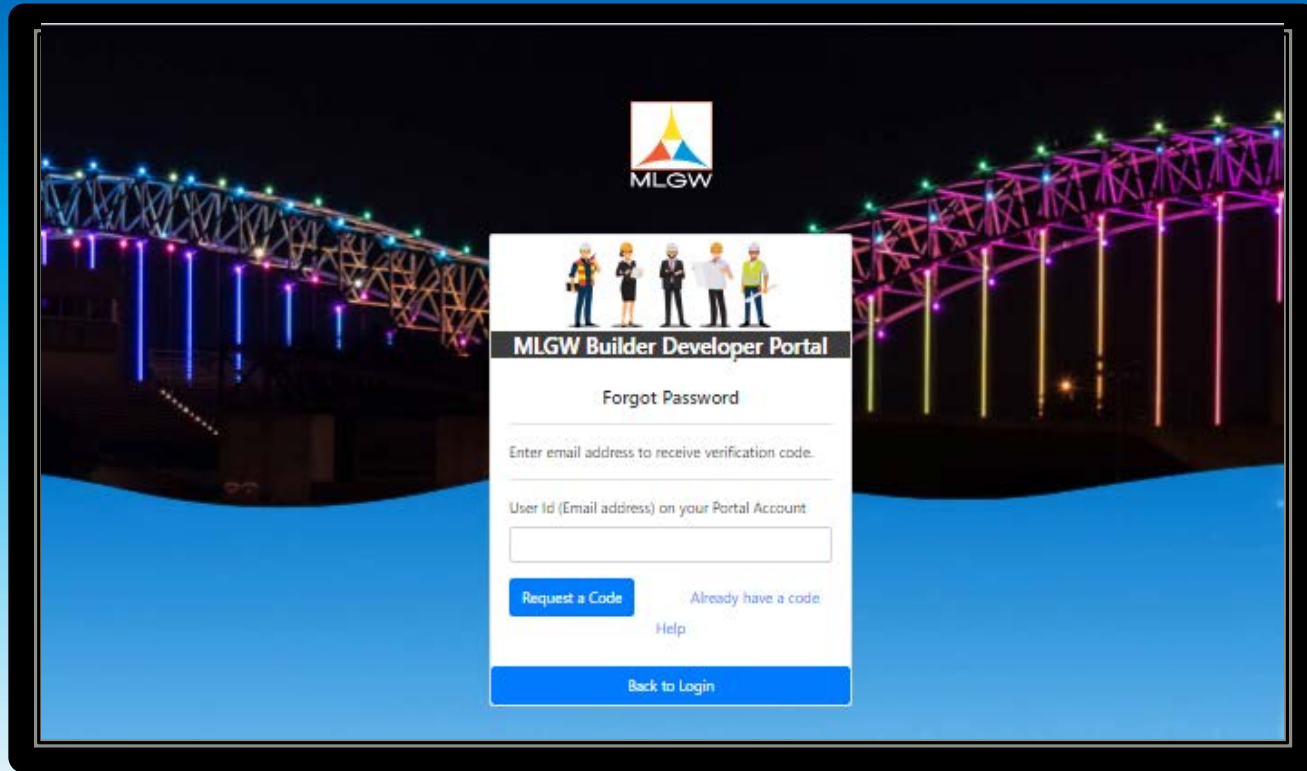 MLGW
MLGW Builder Developer Portal
Forgot Password
Enter email address to receive verification code.
User Id (Email address) on your Portal Account
Request a Code
Already have a code
Help
Back to Login